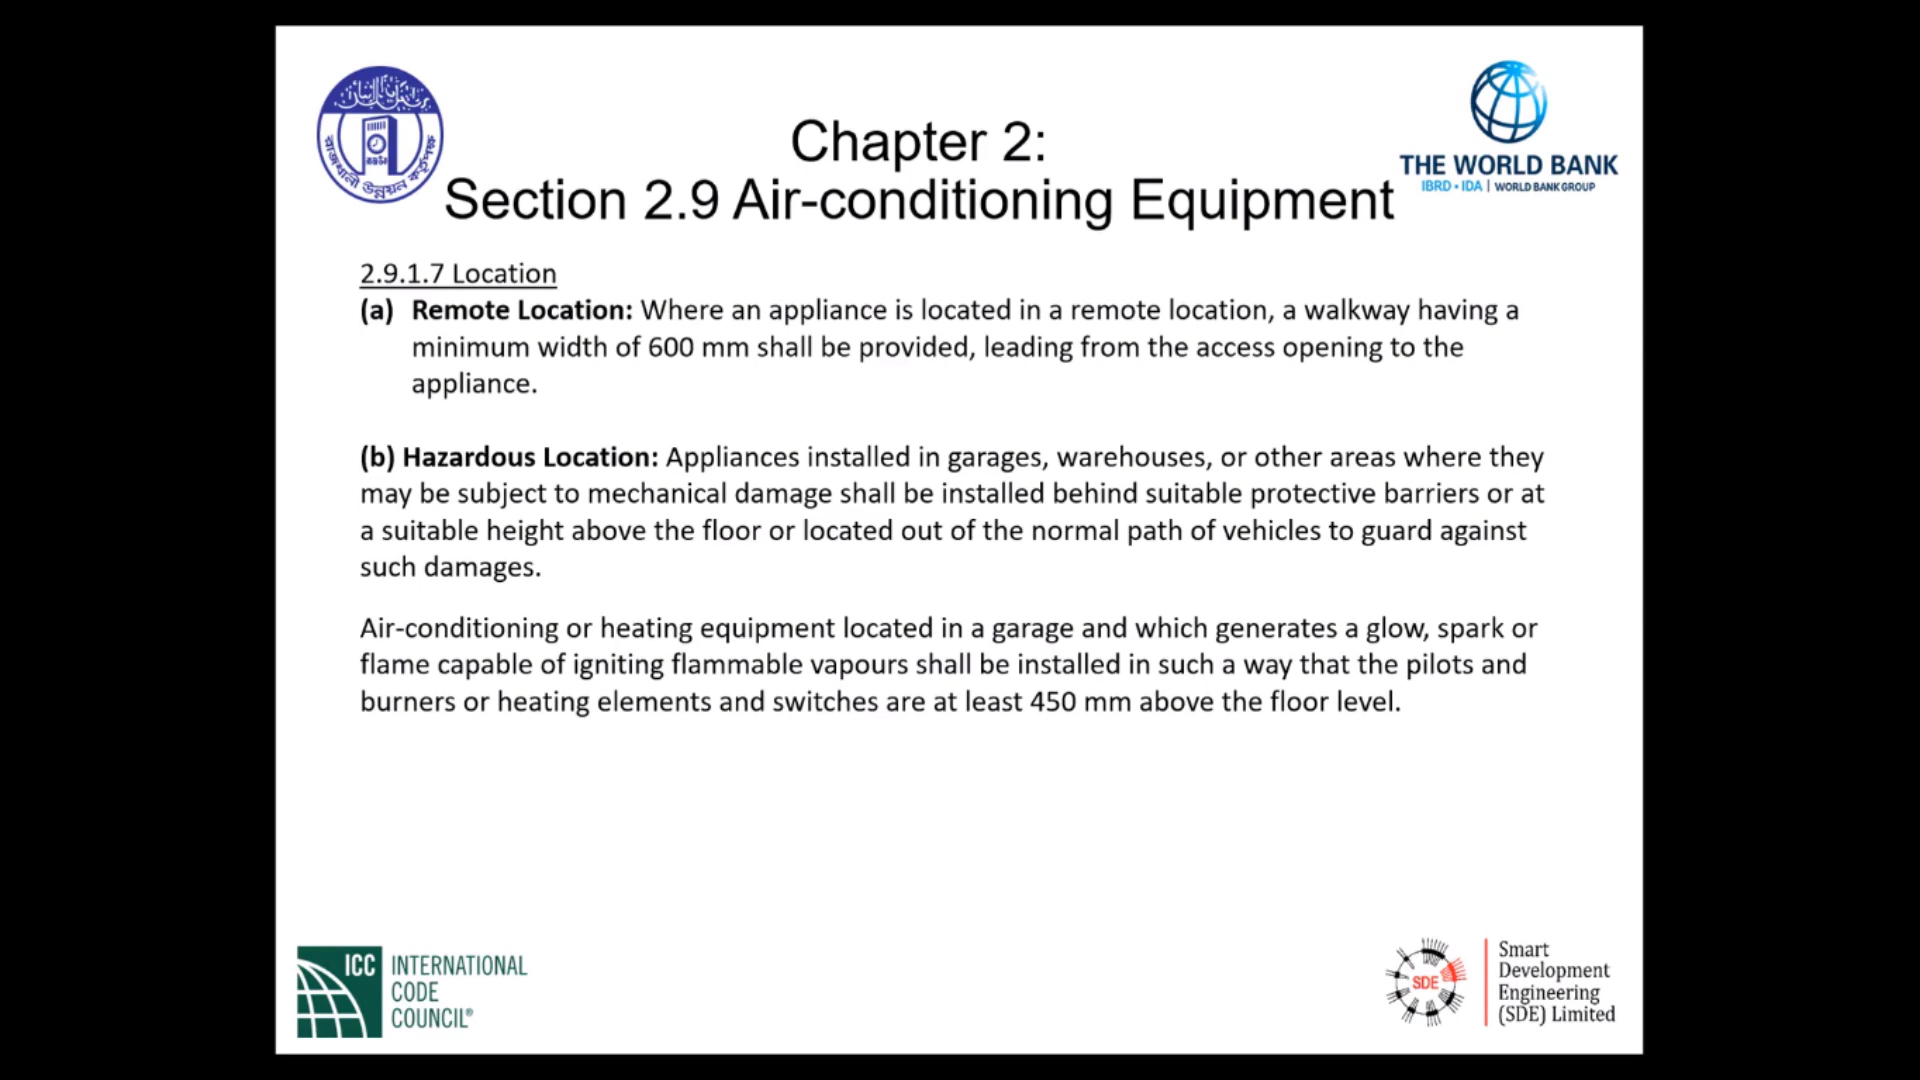 রাজধানী উন্নয়ন কর্তৃপক্ষ
রাজউক
THE WORLD BANK
IBRD • IDA | WORLD BANK GROUP
Chapter 2:
Section 2.9 Air-conditioning Equipment
2.9.1.7 Location
(a) Remote Location: Where an appliance is located in a remote location, a walkway having a
minimum width of 600 mm shall be provided, leading from the access opening to the
appliance.
(b) Hazardous Location: Appliances installed in garages, warehouses, or other areas where they
may be subject to mechanical damage shall be installed behind suitable protective barriers or at
a suitable height above the floor or located out of the normal path of vehicles to guard against
such damages.
Air-conditioning or heating equipment located in a garage and which generates a glow, spark or
flame capable of igniting flammable vapours shall be installed in such a way that the pilots and
burners or heating elements and switches are at least 450 mm above the floor level.
ICC INTERNATIONAL
CODE
COUNCIL®
SDE
Smart
Development
Engineering
(SDE) Limited